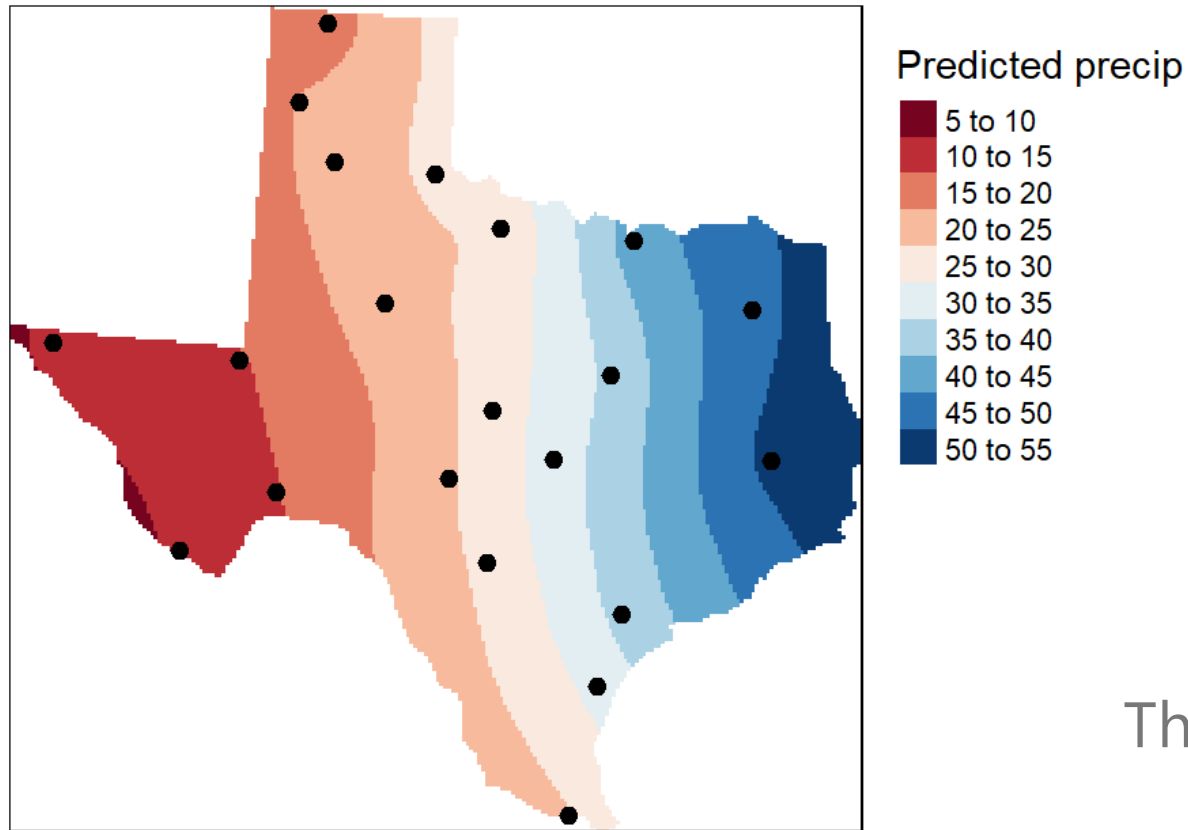 Predicted precip
5 to 10
10 to 15
15 to 20
20 to 25
25 to 30
30 to 35
35 to 40
40 to 45
45 to 50
50 to 55
Th